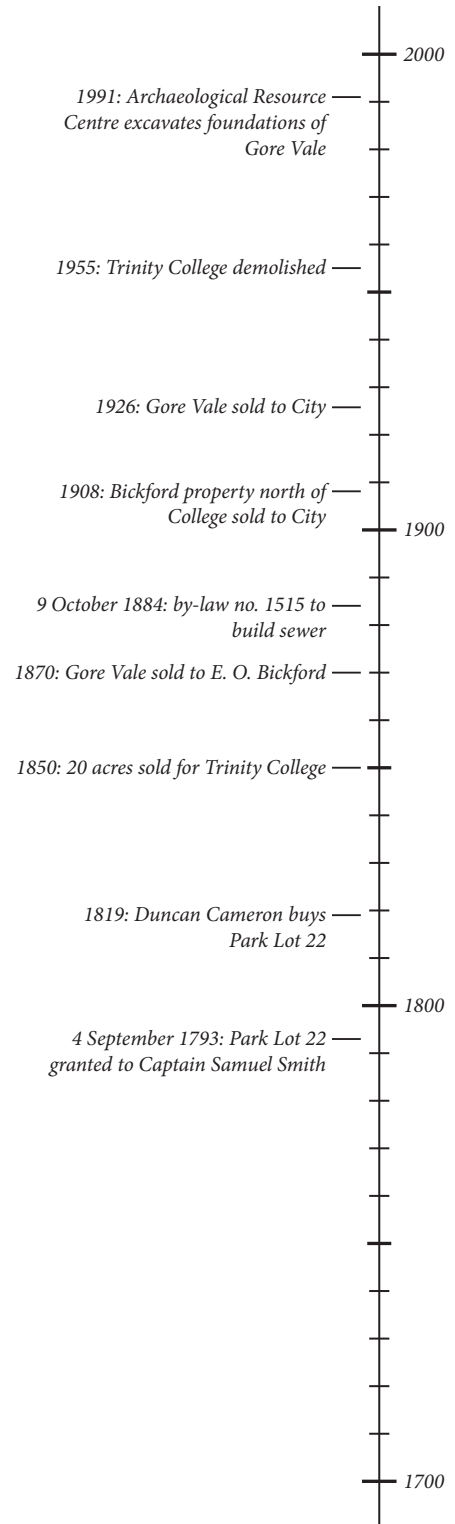 2000
1991: Archaeological Resource
Centre excavates foundations of
Gore Vale
1955: Trinity College demolished
1926: Gore Vale sold to City
1908: Bickford property north of
College sold to City
1900
9 October 1884: by-law no. 1515 to
build sewer
1870: Gore Vale sold to E. O. Bickford
1850: 20 acres sold for Trinity College
1819: Duncan Cameron buys
Park Lot 22
1800
4 September 1793: Park Lot 22
granted to Captain Samuel Smith
1700